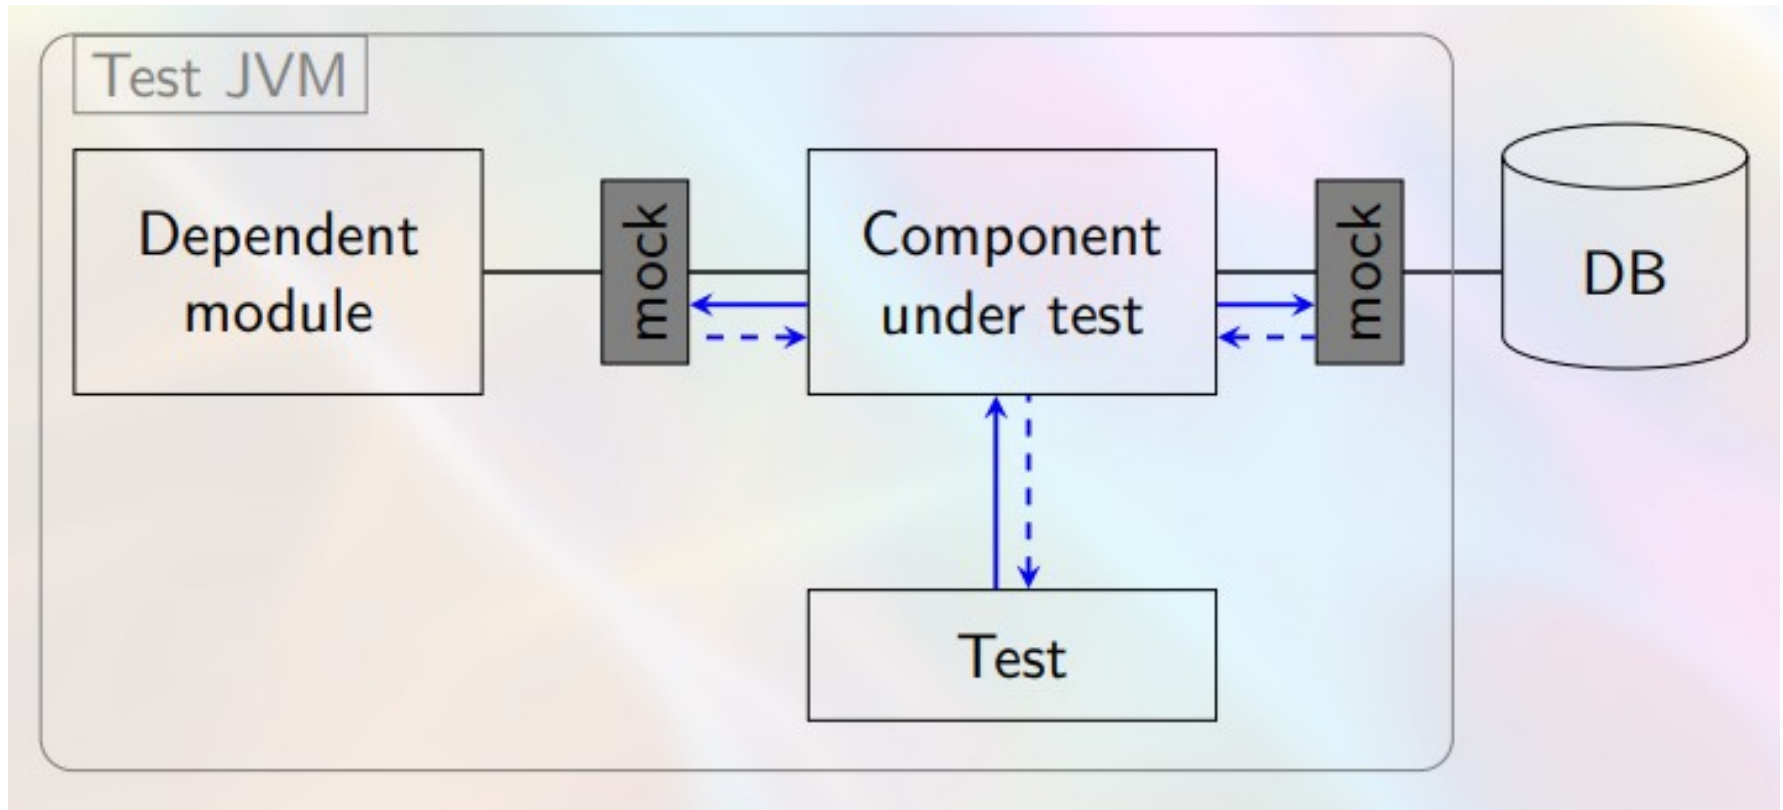 Test JVM
Dependent
module
mock
Component
under test
mock
DB
Test